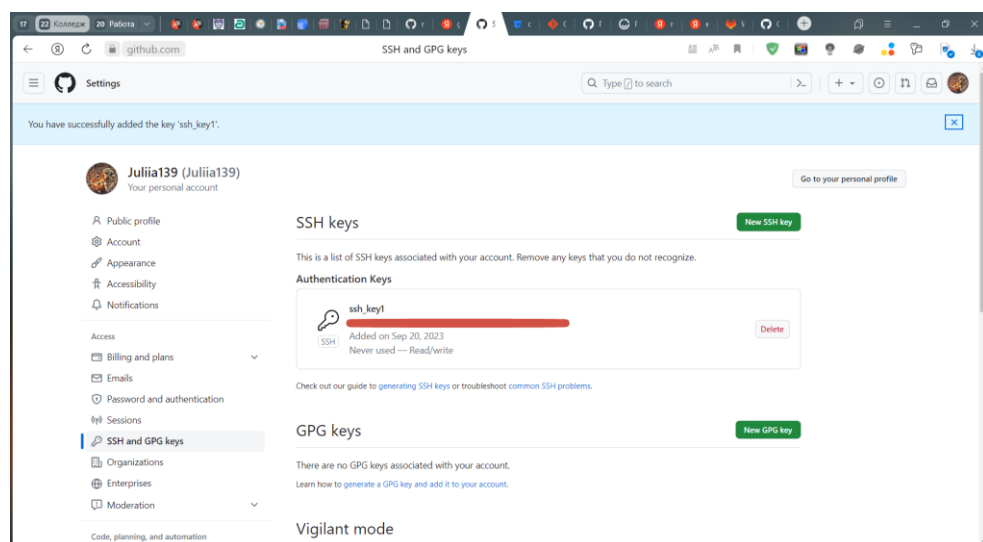 17 22 Колледж 20 Работа
github.com SSH and GPG keys
Settings Type / to search
You have successfully added the key 'ssh_key1'.
Juliia139 (Juliia139)
Your personal account
Go to your personal profile
Public profile
Account
Appearance
Accessibility
Notifications
Access
Billing and plans
Emails
Password and authentication
Sessions
SSH and GPG keys
Organizations
Enterprises
Moderation
Code, planning, and automation
SSH keys
New SSH key
This is a list of SSH keys associated with your account. Remove any keys that you do not recognize.
Authentication Keys
ssh_key1
SSH
Added on Sep 20, 2023
Never used — Read/write
Delete
Check out our guide to generating SSH keys or troubleshoot common SSH problems.
GPG keys
New GPG key
There are no GPG keys associated with your account.
Learn how to generate a GPG key and add it to your account.
Vigilant mode